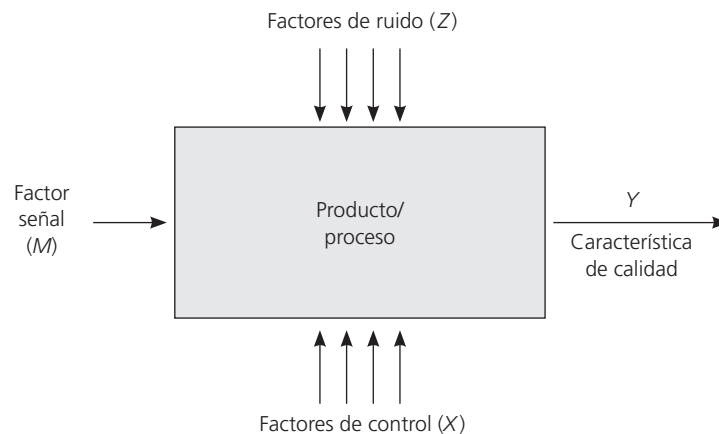 Factores de ruido (Z)
Factor
señal
(M)
Producto/
proceso
Y
Característica
de calidad
Factores de control (X)